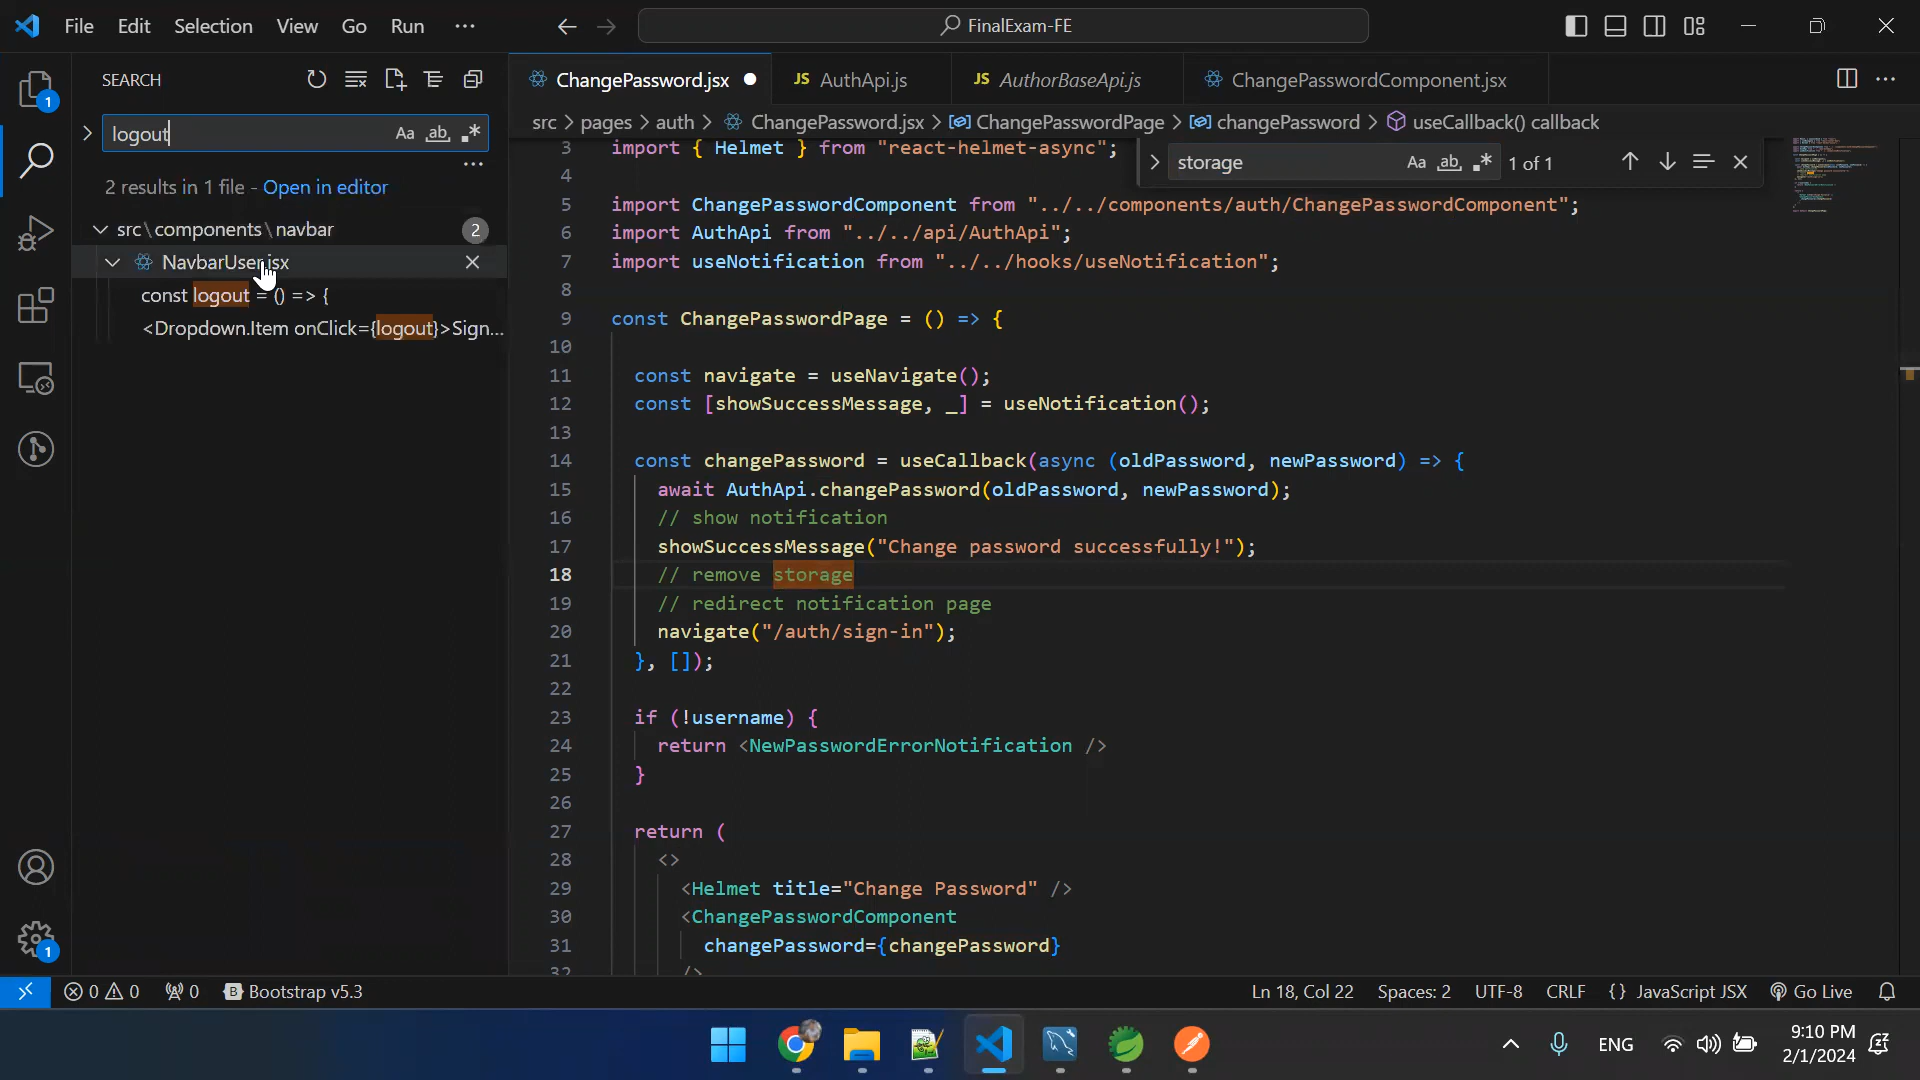 File Edit Selection View Go Run ...
FinalExam-FE
SEARCH
logout
Aa ab .*
2 results in 1 file - Open in editor
src\components\navbar 2
NavbarUser.jsx
const logout = () => {
<Dropdown.Item onClick={logout}>Sign...
1
1
ChangePassword.jsx
JS AuthApi.js
JS AuthorBaseApi.js
ChangePasswordComponent.jsx
src > pages > auth > ChangePassword.jsx > ChangePasswordPage > changePassword > useCallback() callback
storage Aa ab .* 1 of 1
3 import { Helmet } from "react-helmet-async";
4
5 import ChangePasswordComponent from "../../components/auth/ChangePasswordComponent";
6 import AuthApi from "../../api/AuthApi";
7 import useNotification from "../../hooks/useNotification";
8
9 const ChangePasswordPage = () => {
10
11 const navigate = useNavigate();
12 const [showSuccessMessage, _] = useNotification();
13
14 const changePassword = useCallback(async (oldPassword, newPassword) => {
15 await AuthApi.changePassword(oldPassword, newPassword);
16 // show notification
17 showSuccessMessage("Change password successfully!");
18 // remove storage
19 // redirect notification page
20 navigate("/auth/sign-in");
21 }, []);
22
23 if (!username) {
24 return <NewPasswordErrorNotification />
25 }
26
27 return (
28 <>
29 <Helmet title="Change Password" />
30 <ChangePasswordComponent
31 changePassword={changePassword}
32 />
0 0 0 Bootstrap v5.3
Ln 18, Col 22 Spaces: 2 UTF-8 CRLF {} JavaScript JSX Go Live
ENG
9:10 PM
2/1/2024